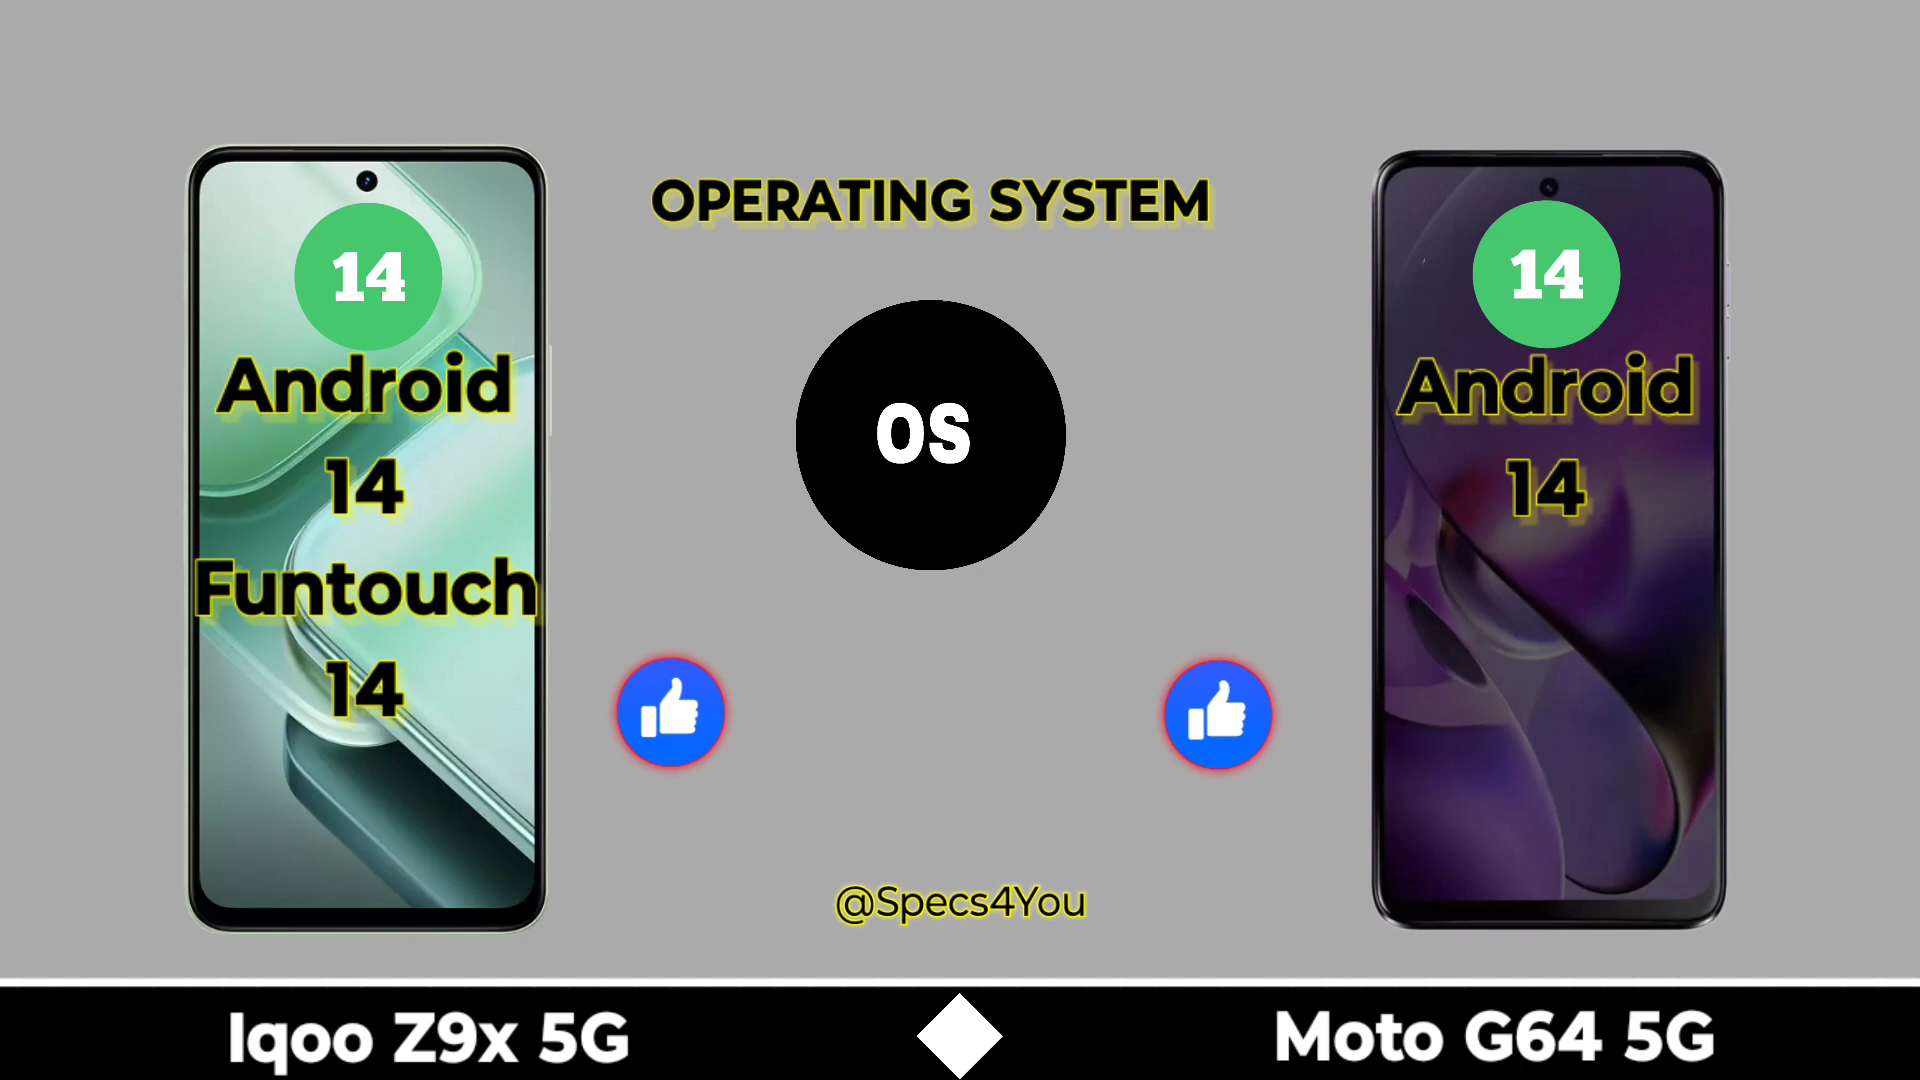 OPERATING SYSTEM
14
Android
14
Funtouch
14
OS
14
Android
14
@Specs4You
Iqoo Z9x 5G
Moto G64 5G